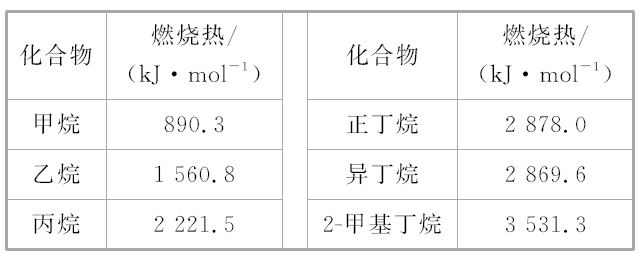 化合物 燃烧热/(kJ·mol⁻¹) 化合物 燃烧热/(kJ·mol⁻¹)
甲烷 890.3 正丁烷 2 878.0
乙烷 1 560.8 异丁烷 2 869.6
丙烷 2 221.5 2-甲基丁烷 3 531.3